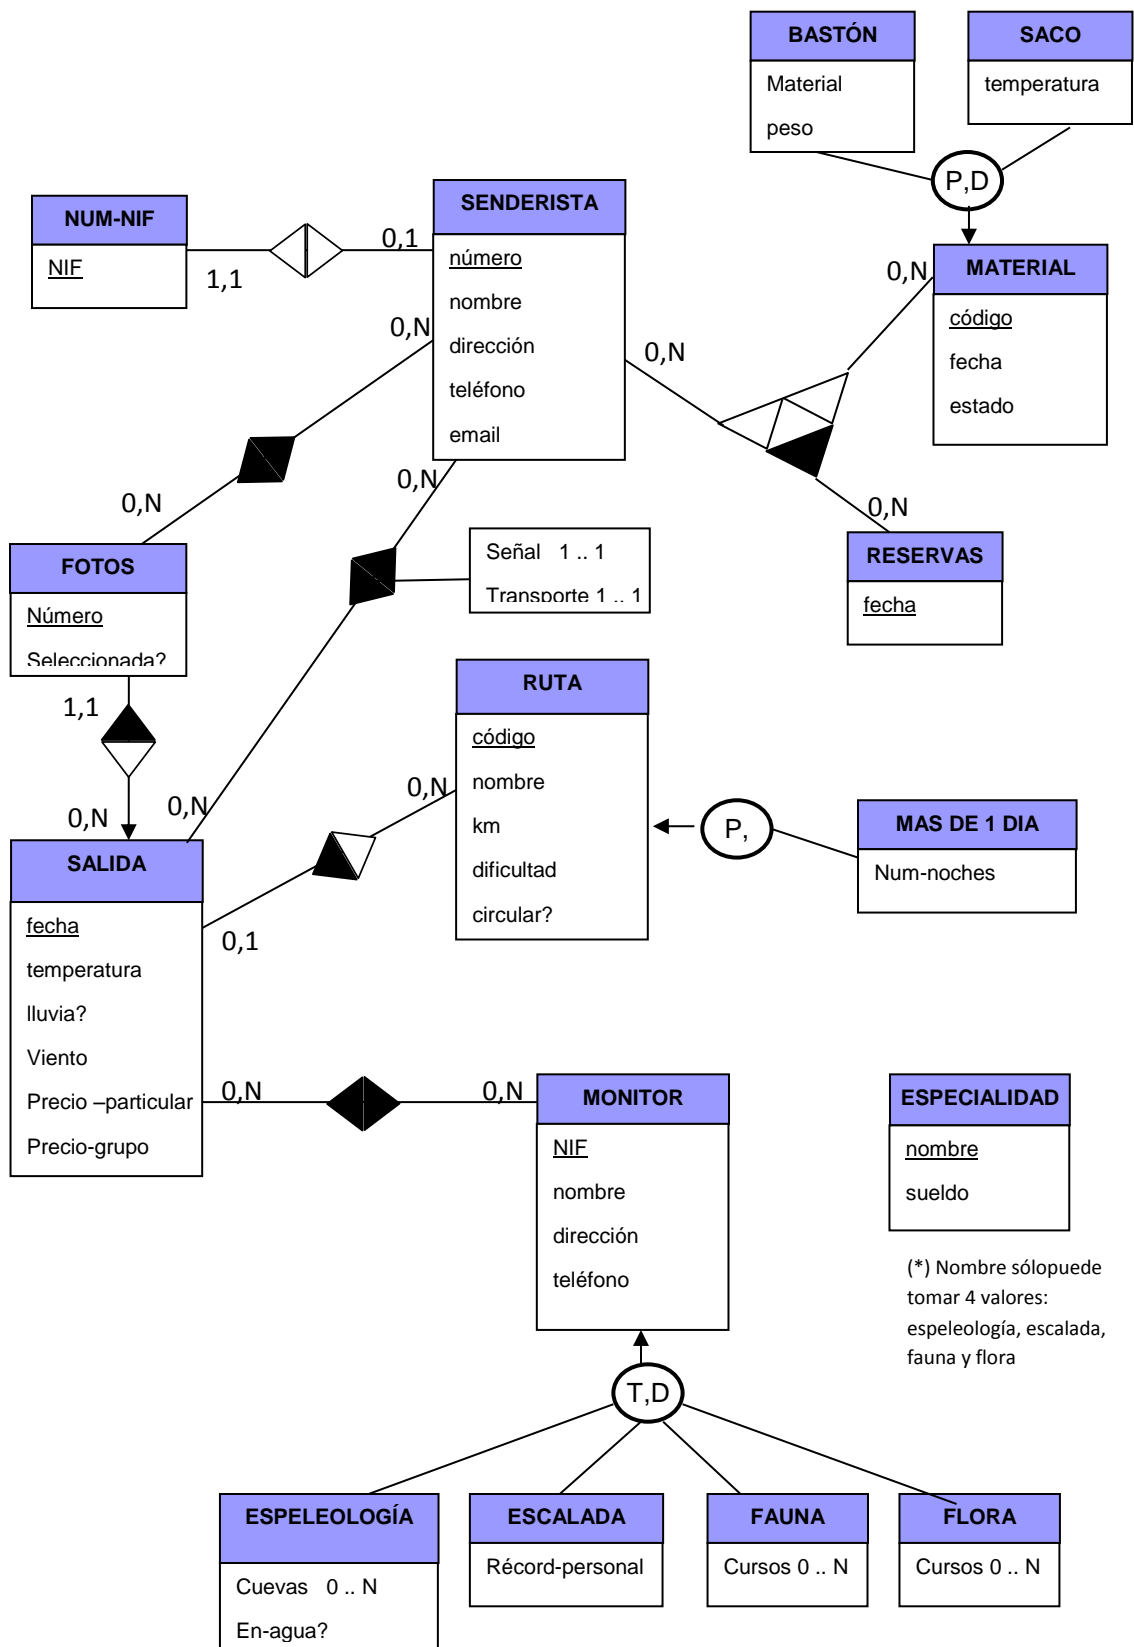 BASTÓN
Material
peso
SACO
temperatura
P,D
NUM-NIF
NIF
1,1
0,1
SENDERISTA
número
nombre
dirección
teléfono
email
0,N
0,N
0,N
0,N
MATERIAL
código
fecha
estado
0,N
0,N
FOTOS
Número
Seleccionada?
Señal 1 .. 1
Transporte 1 .. 1
RESERVAS
fecha
1,1
0,N
0,N
RUTA
código
nombre
km
dificultad
circular?
0,N
P,
MAS DE 1 DIA
Num-noches
SALIDA
fecha
temperatura
lluvia?
Viento
Precio –particular
Precio-grupo
0,1
0,N
0,N
MONITOR
NIF
nombre
dirección
teléfono
ESPECIALIDAD
nombre
sueldo
(*) Nombre sólopuede
tomar 4 valores:
espeleología, escalada,
fauna y flora
T,D
ESPELEOLOGÍA
Cuevas 0 .. N
En-agua?
ESCALADA
Récord-personal
FAUNA
Cursos 0 .. N
FLORA
Cursos 0 .. N